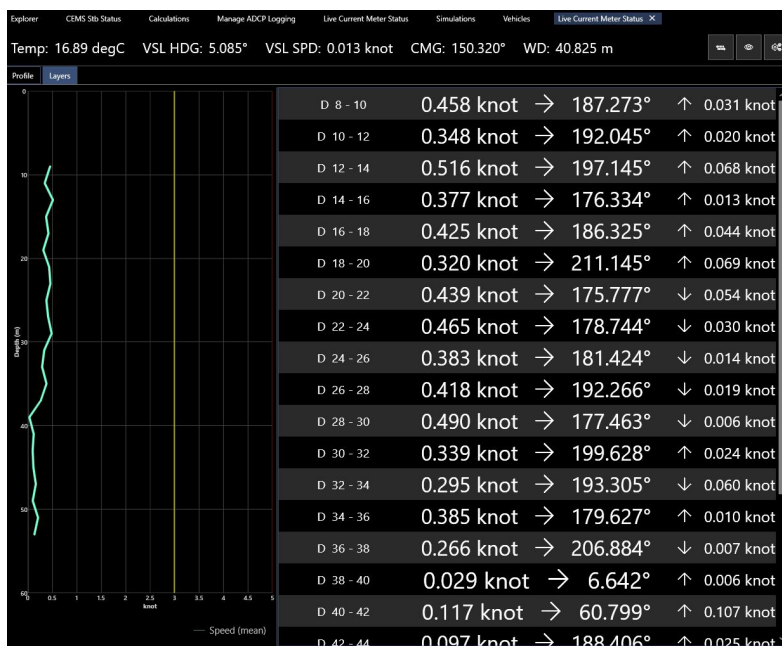 Explorer CEMS Stb Status Calculations Manage ADCP Logging Live Current Meter Status Simulations Vehicles Live Current Meter Status ✕
Temp: 16.89 degC VSL HDG: 5.085° VSL SPD: 0.013 knot CMG: 150.320° WD: 40.825 m
Profile Layers
D 8 - 10 0.458 knot → 187.273° ↑ 0.031 knot
D 10 - 12 0.348 knot → 192.045° ↑ 0.020 knot
D 12 - 14 0.516 knot → 197.145° ↑ 0.068 knot
D 14 - 16 0.377 knot → 176.334° ↑ 0.013 knot
D 16 - 18 0.425 knot → 186.325° ↑ 0.044 knot
D 18 - 20 0.320 knot → 211.145° ↑ 0.069 knot
D 20 - 22 0.439 knot → 175.777° ↓ 0.054 knot
D 22 - 24 0.465 knot → 178.744° ↓ 0.030 knot
D 24 - 26 0.383 knot → 181.424° ↓ 0.014 knot
D 26 - 28 0.418 knot → 192.266° ↓ 0.019 knot
D 28 - 30 0.490 knot → 177.463° ↓ 0.006 knot
D 30 - 32 0.339 knot → 199.628° ↑ 0.024 knot
D 32 - 34 0.295 knot → 193.305° ↓ 0.060 knot
D 34 - 36 0.385 knot → 179.627° ↑ 0.010 knot
D 36 - 38 0.266 knot → 206.884° ↓ 0.007 knot
D 38 - 40 0.029 knot → 6.642° ↑ 0.006 knot
D 40 - 42 0.117 knot → 60.799° ↑ 0.107 knot
D 42 - 44 0.097 knot → 188.406° ↑ 0.025 knot
0
10
20
30
40
50
60
Depth (m)
0 0.5 1 1.5 2 2.5 3 3.5 4 4.5 5
knot
Speed (mean)